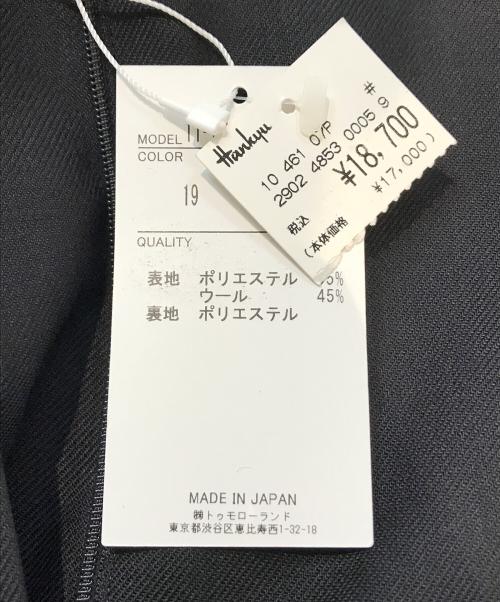 MODEL 11-
COLOR
19
QUALITY
表地 ポリエステル 5%
ウール 45%
裏地 ポリエステル
MADE IN JAPAN
㈱トゥモローランド
東京都渋谷区恵比寿西1-32-18
Hankyu
10 461 07P #
2902 4853 0005 9
税込 ¥18,700
(本体価格 ¥17,000)